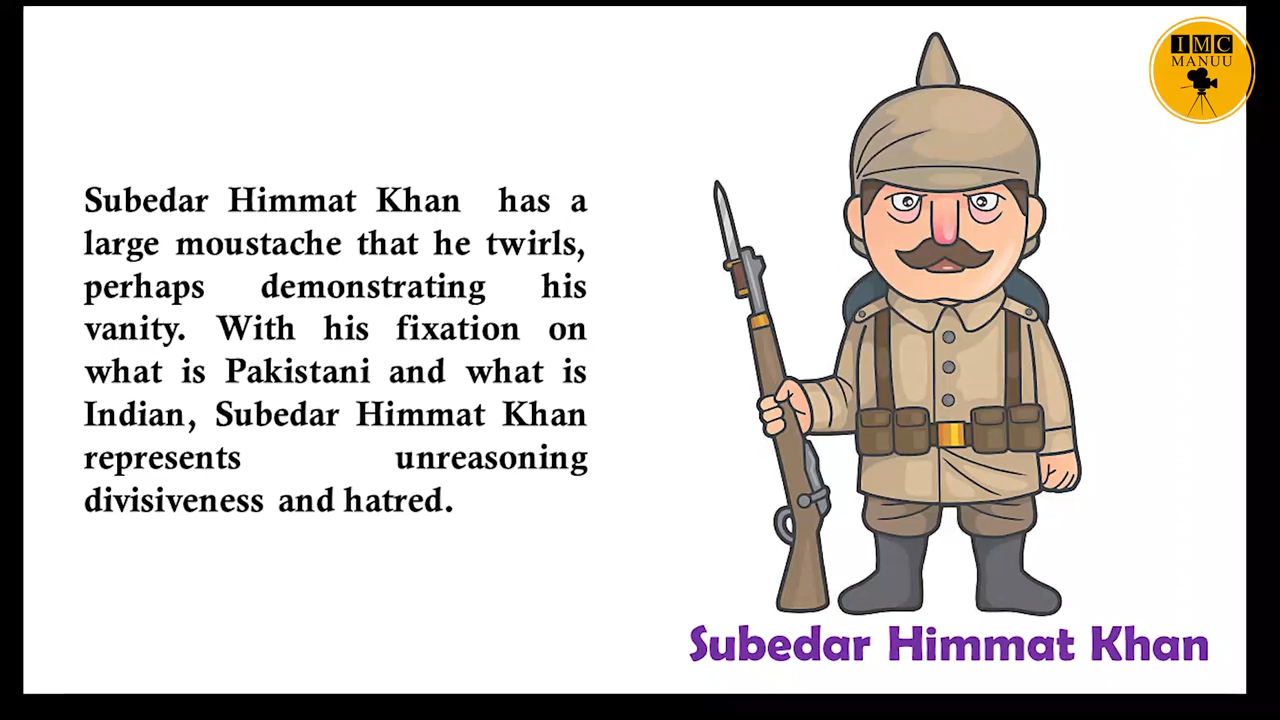 Subedar Himmat Khan has a
large moustache that he twirls,
perhaps demonstrating his
vanity. With his fixation on
what is Pakistani and what is
Indian, Subedar Himmat Khan
represents unreasoning
divisiveness and hatred.
Subedar Himmat Khan
IMC
MANUU